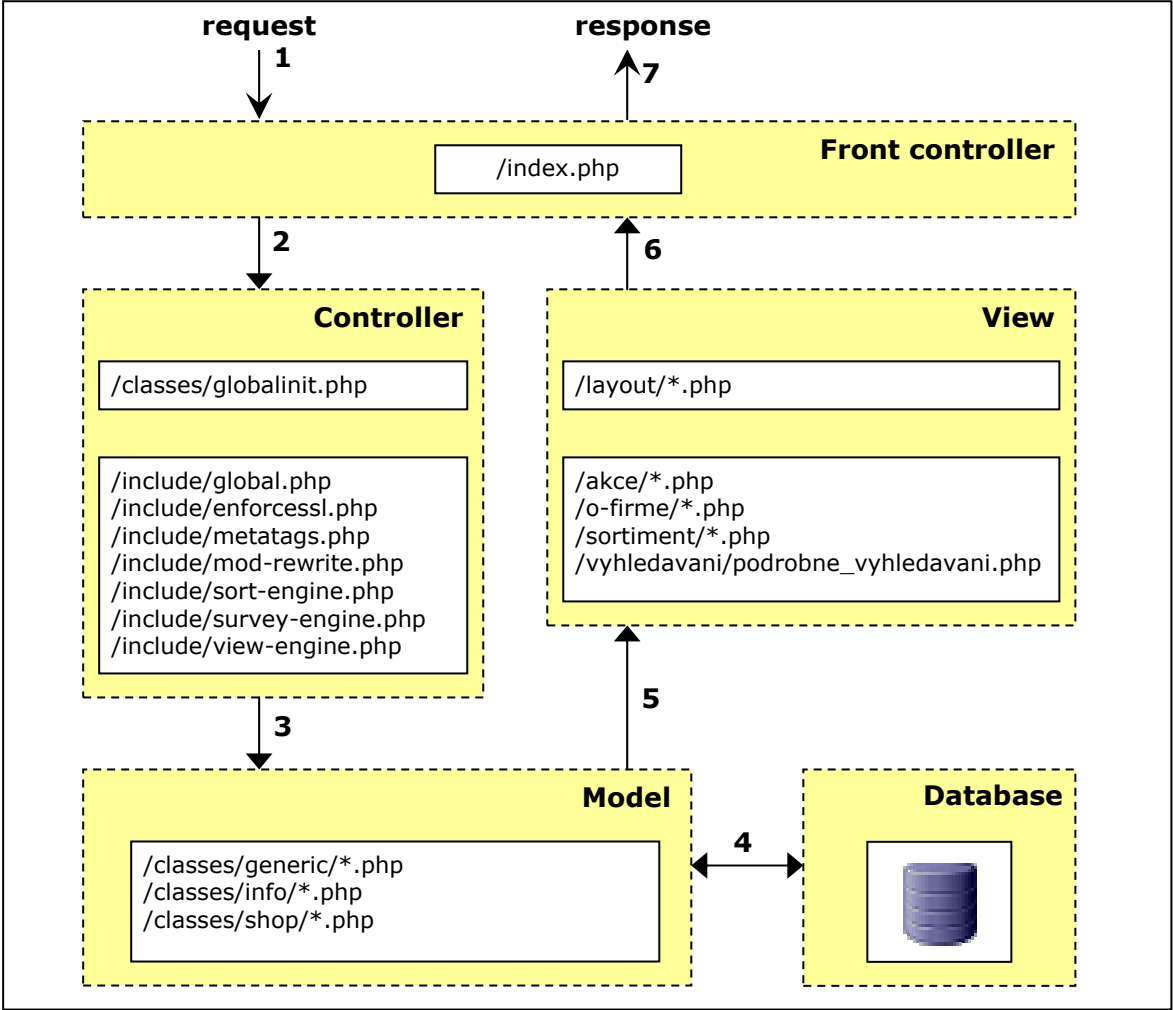 request
response
1
7
Front controller
/index.php
2
6
Controller
/classes/globalinit.php
/include/global.php
/include/enforcessl.php
/include/metatags.php
/include/mod-rewrite.php
/include/sort-engine.php
/include/survey-engine.php
/include/view-engine.php
View
/layout/*.php
/akce/*.php
/o-firme/*.php
/sortiment/*.php
/vyhledavani/podrobne_vyhledavani.php
3
5
Model
/classes/generic/*.php
/classes/info/*.php
/classes/shop/*.php
4
Database